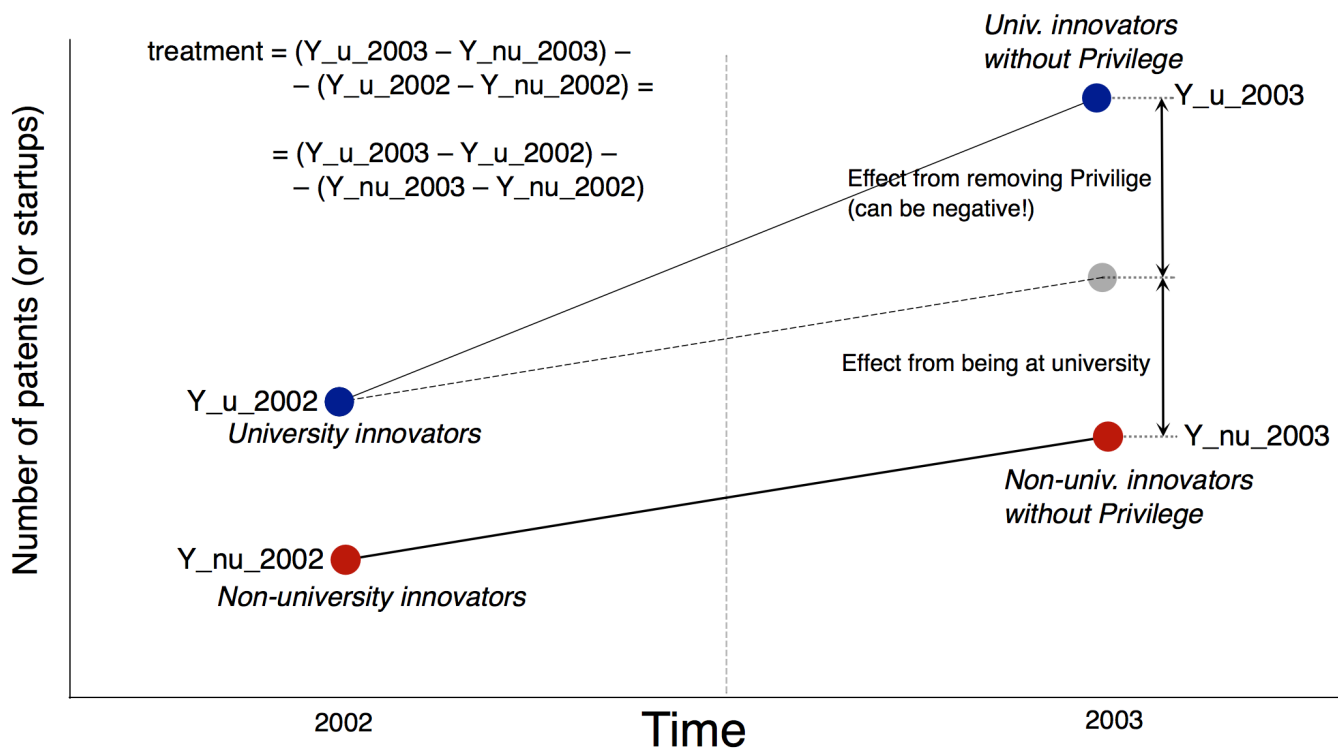 treatment = (Y_u_2003 – Y_nu_2003) –
– (Y_u_2002 – Y_nu_2002) =
= (Y_u_2003 – Y_u_2002) –
– (Y_nu_2003 – Y_nu_2002)
Univ. innovators
without Privilege
Y_u_2003
Effect from removing Privilige
(can be negative!)
Effect from being at university
Y_u_2002
University innovators
Y_nu_2003
Non-univ. innovators
without Privilege
Y_nu_2002
Non-university innovators
Number of patents (or startups)
2002
Time
2003